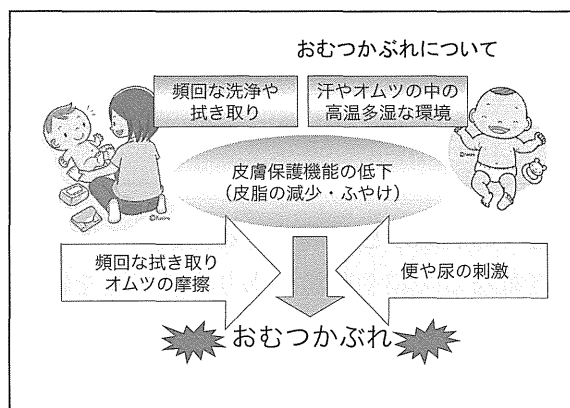 おむつかぶれについて
頻回な洗浄や
拭き取り
汗やオムツの中の
高温多湿な環境
皮膚保護機能の低下
（皮脂の減少・ふやけ）
頻回な拭き取り
オムツの摩擦
便や尿の刺激
おむつかぶれ